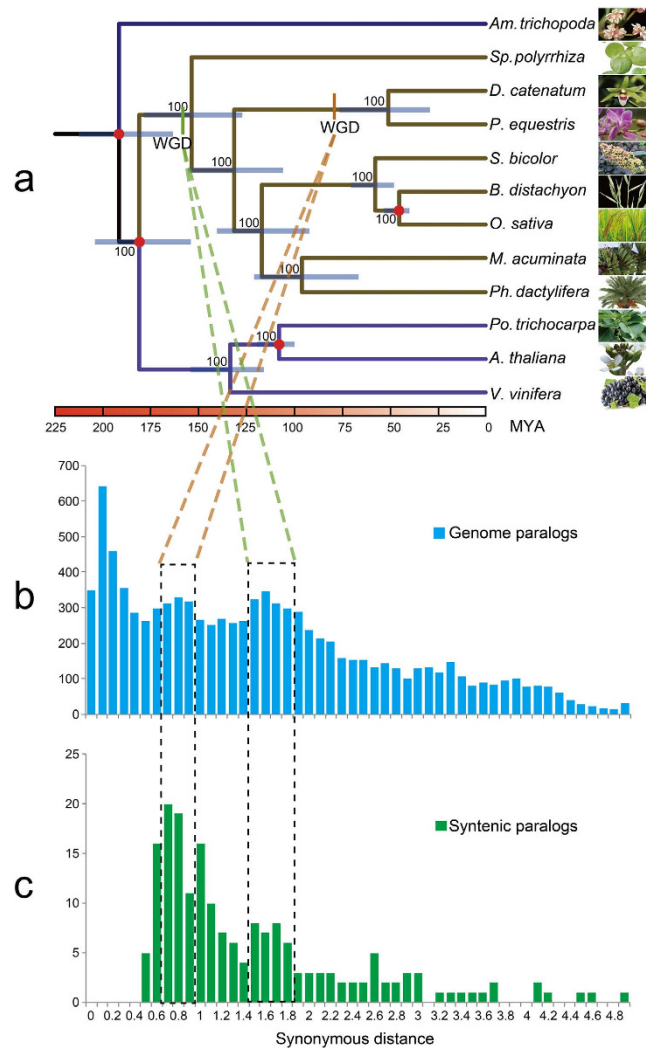 a
Am. trichopoda
Sp. polyrrhiza
D. catenatum
P. equestris
S. bicolor
B. distachyon
O. sativa
M. acuminata
Ph. dactylifera
Po. trichocarpa
A. thaliana
V. vinifera
100
100
WGD
WGD
100
100
100
100
100
100
100
100
225 200 175 150 125 100 75 50 25 0 MYA
b
700
600
500
400
300
200
100
0
Genome paralogs
c
25
20
15
10
5
0
Syntenic paralogs
0 0.2 0.4 0.6 0.8 1 1.2 1.4 1.6 1.8 2 2.2 2.4 2.6 2.8 3 3.2 3.4 3.6 3.8 4 4.2 4.4 4.6 4.8
Synonymous distance